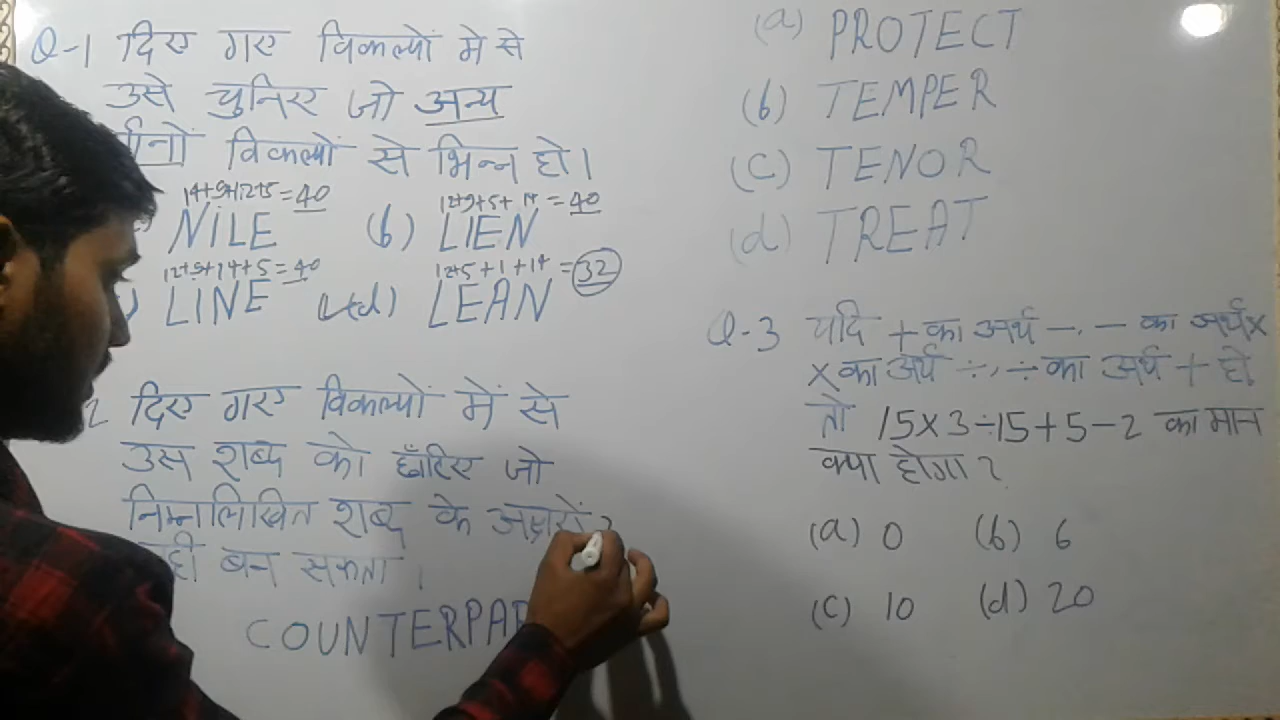 Q-1 दिए गए विकल्पों मे से
उसे चुनिए जो अन्य
विकल्पों से भिन्न हो।
14+9+12+5=40
NILE
12+9+5+14=40
(b) LIEN
12+9+14+5=40
LINE
12+5+1+14=32
(d) LEAN
2 दिए गए विकल्पों में से
उस शब्द को छाँटिए जो
निम्नलिखित शब्द के अक्षरों
बन सकता।
COUNTERPAR
(a) PROTECT
(b) TEMPER
(c) TENOR
(d) TREAT
Q-3 यदि + का अर्थ -, - का अर्थ ×
× का अर्थ ÷, ÷ का अर्थ + हो
तो 15×3÷15+5-2 का मान
क्या होगा?
(a) 0 (b) 6
(c) 10 (d) 20